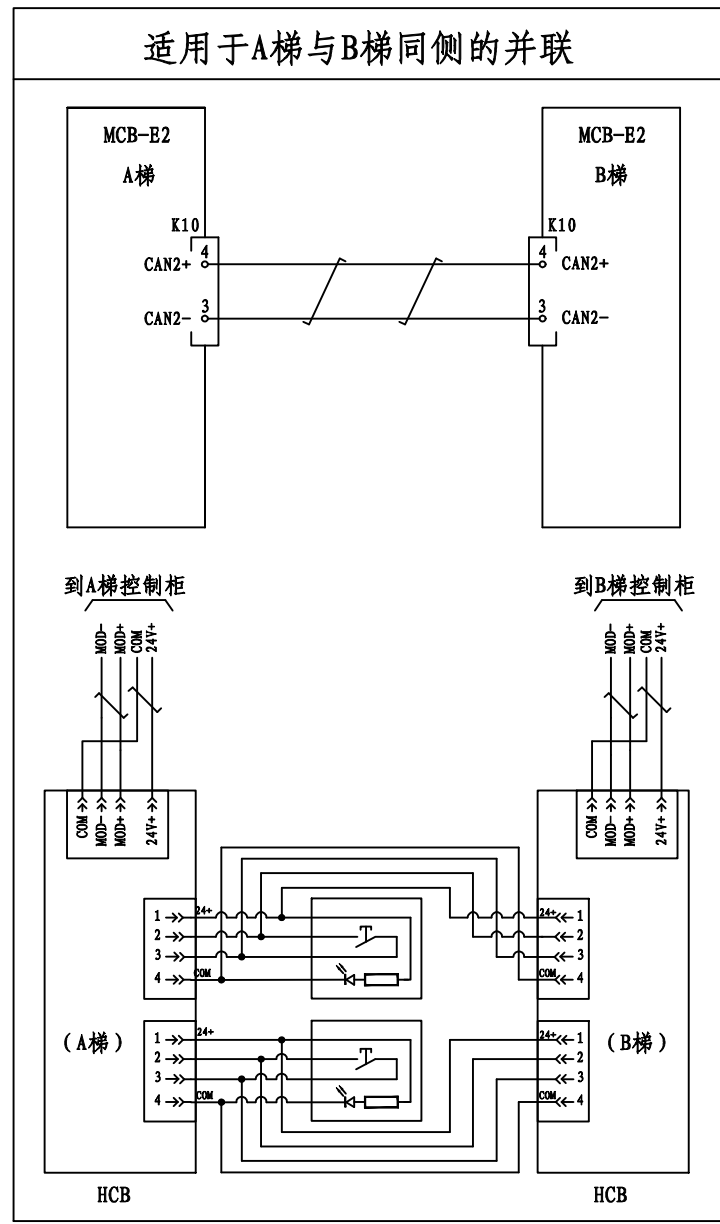 适用于A梯与B梯同侧的并联
MCB-E2
A梯
MCB-E2
B梯
K10
K10
4
4
CAN2+
CAN2+
3
3
CAN2-
CAN2-
到A梯控制柜
到B梯控制柜
MOD-
MOD+
COM
24V+
MOD-
MOD+
COM
24V+
COM
MOD-
MOD+
24V+
COM
MOD-
MOD+
24V+
1
24+
24+
1
2
2
3
3
4
COM
COM
4
(A梯)
(B梯)
1
24+
24+
1
2
2
3
3
4
COM
COM
4
HCB
HCB